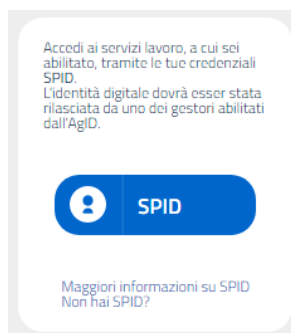 Accedi ai servizi lavoro, a cui sei
abilitato, tramite le tue credenziali
SPID.
L'identità digitale dovrà esser stata
rilasciata da uno dei gestori abilitati
dall'AgID.
SPID
Maggiori informazioni su SPID
Non hai SPID?